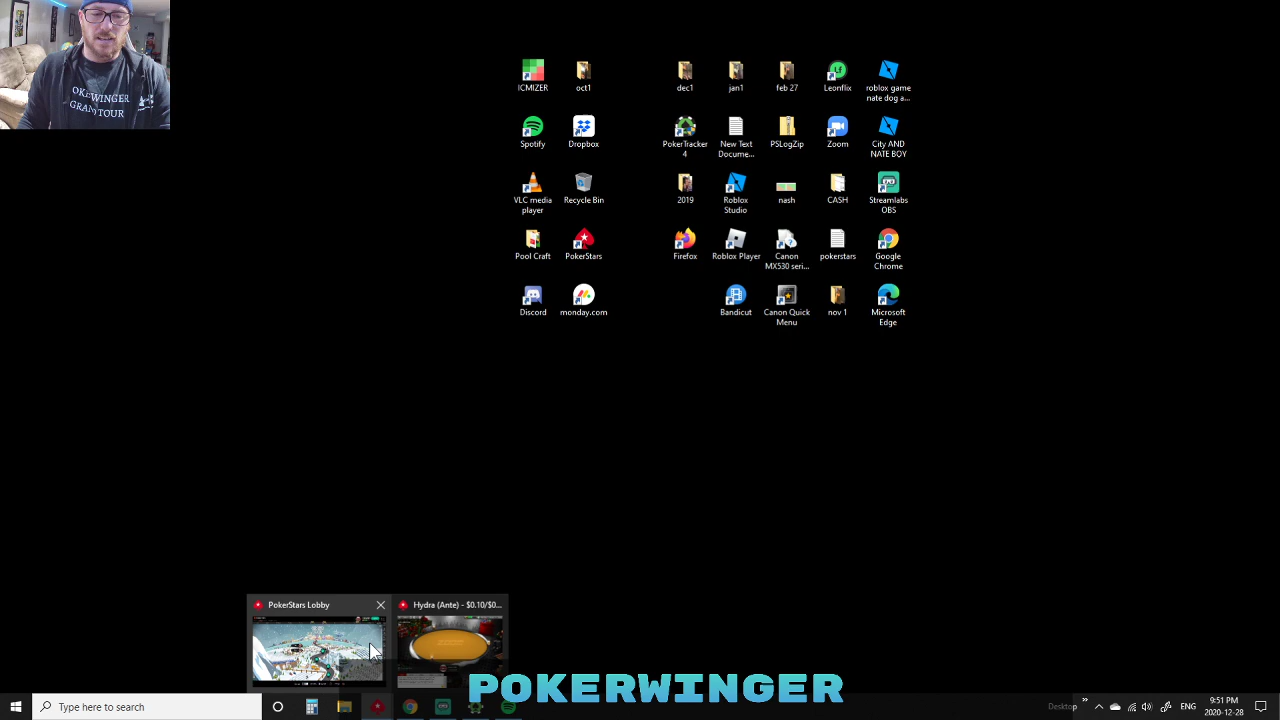 GRAND TOUR
ICMIZER
oct1
dec1
jan1
feb 27
Leonflix
roblox game
nate dog a...
Spotify
Dropbox
PokerTracker
4
New Text
Docume...
PSLogZip
Zoom
City AND
NATE BOY
VLC media
player
Recycle Bin
2019
Roblox
Studio
nash
CASH
Streamlabs
OBS
Pool Craft
PokerStars
Firefox
Roblox Player
Canon
MX530 seri...
pokerstars
Google
Chrome
Discord
monday.com
Bandicut
Canon Quick
Menu
nov 1
Microsoft
Edge
PokerStars Lobby
Hydra (Ante) - $0.10/$0...
POKERWINGER
Type here to search
Desktop
ENG
9:51 PM
2020-12-28